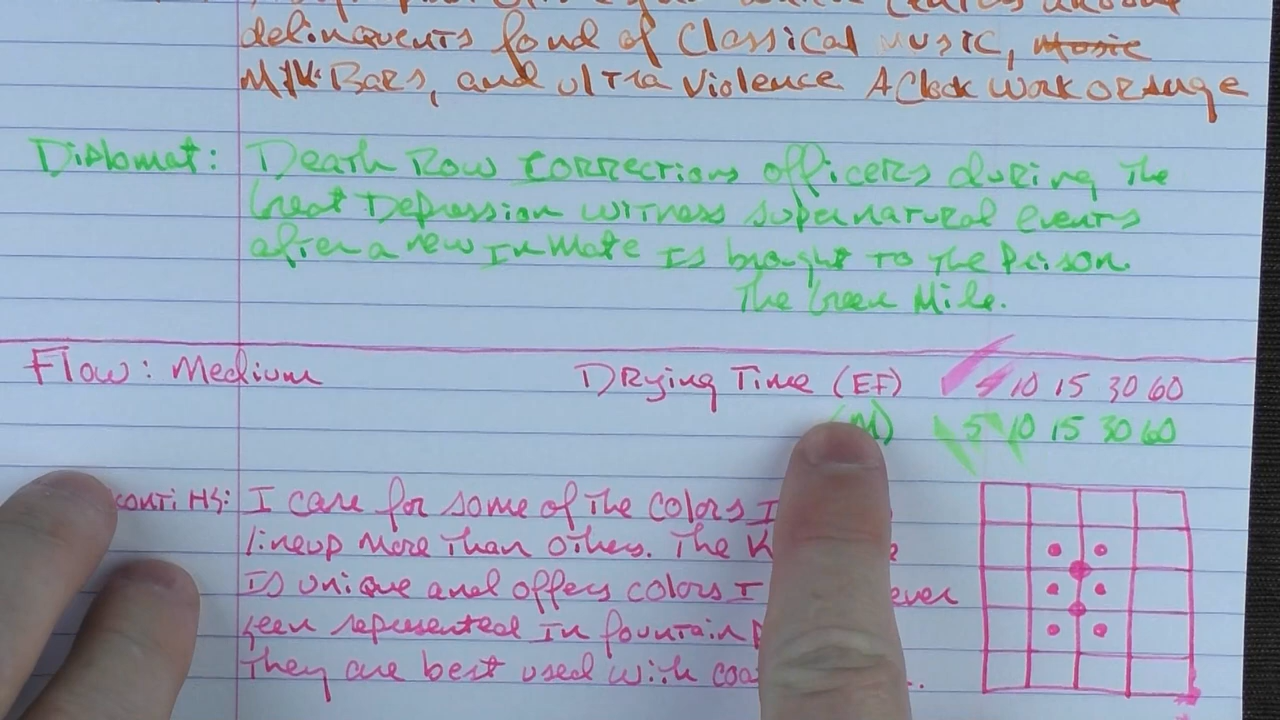 delinquents fond of Classical music, music
Milk Bars, and ultra violence A Clock Work Orange
Diplomat: Death Row Corrections officers during the
Great Depression witness supernatural events
after a new inmate is brought to the prison.
The Green Mile.
Flow: Medium Drying Time (EF) 5 10 15 30 60
(M) 5 10 15 30 60
I care for some of the colors I
lineup more than others. The
Is unique and offers colors I
seen represented In fountain
They are best used with